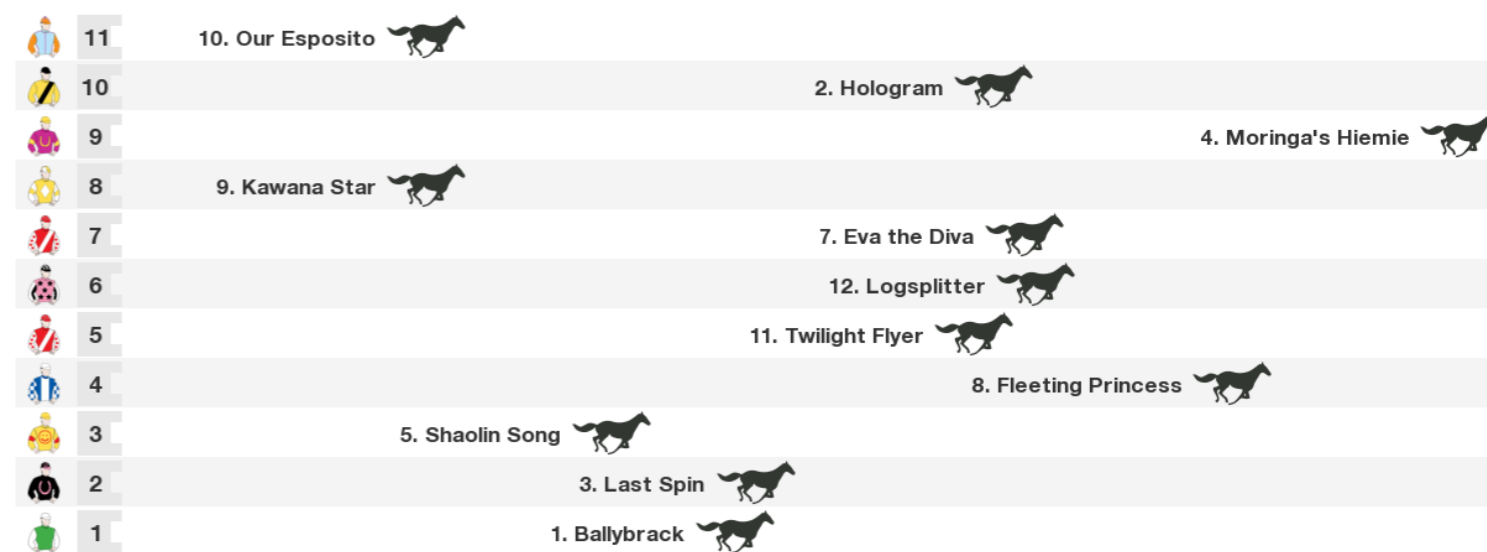 11 10. Our Esposito
10 2. Hologram
9 4. Moringa's Hiemie
8 9. Kawana Star
7 7. Eva the Diva
6 12. Logsplitter
5 11. Twilight Flyer
4 8. Fleeting Princess
3 5. Shaolin Song
2 3. Last Spin
1 1. Ballybrack